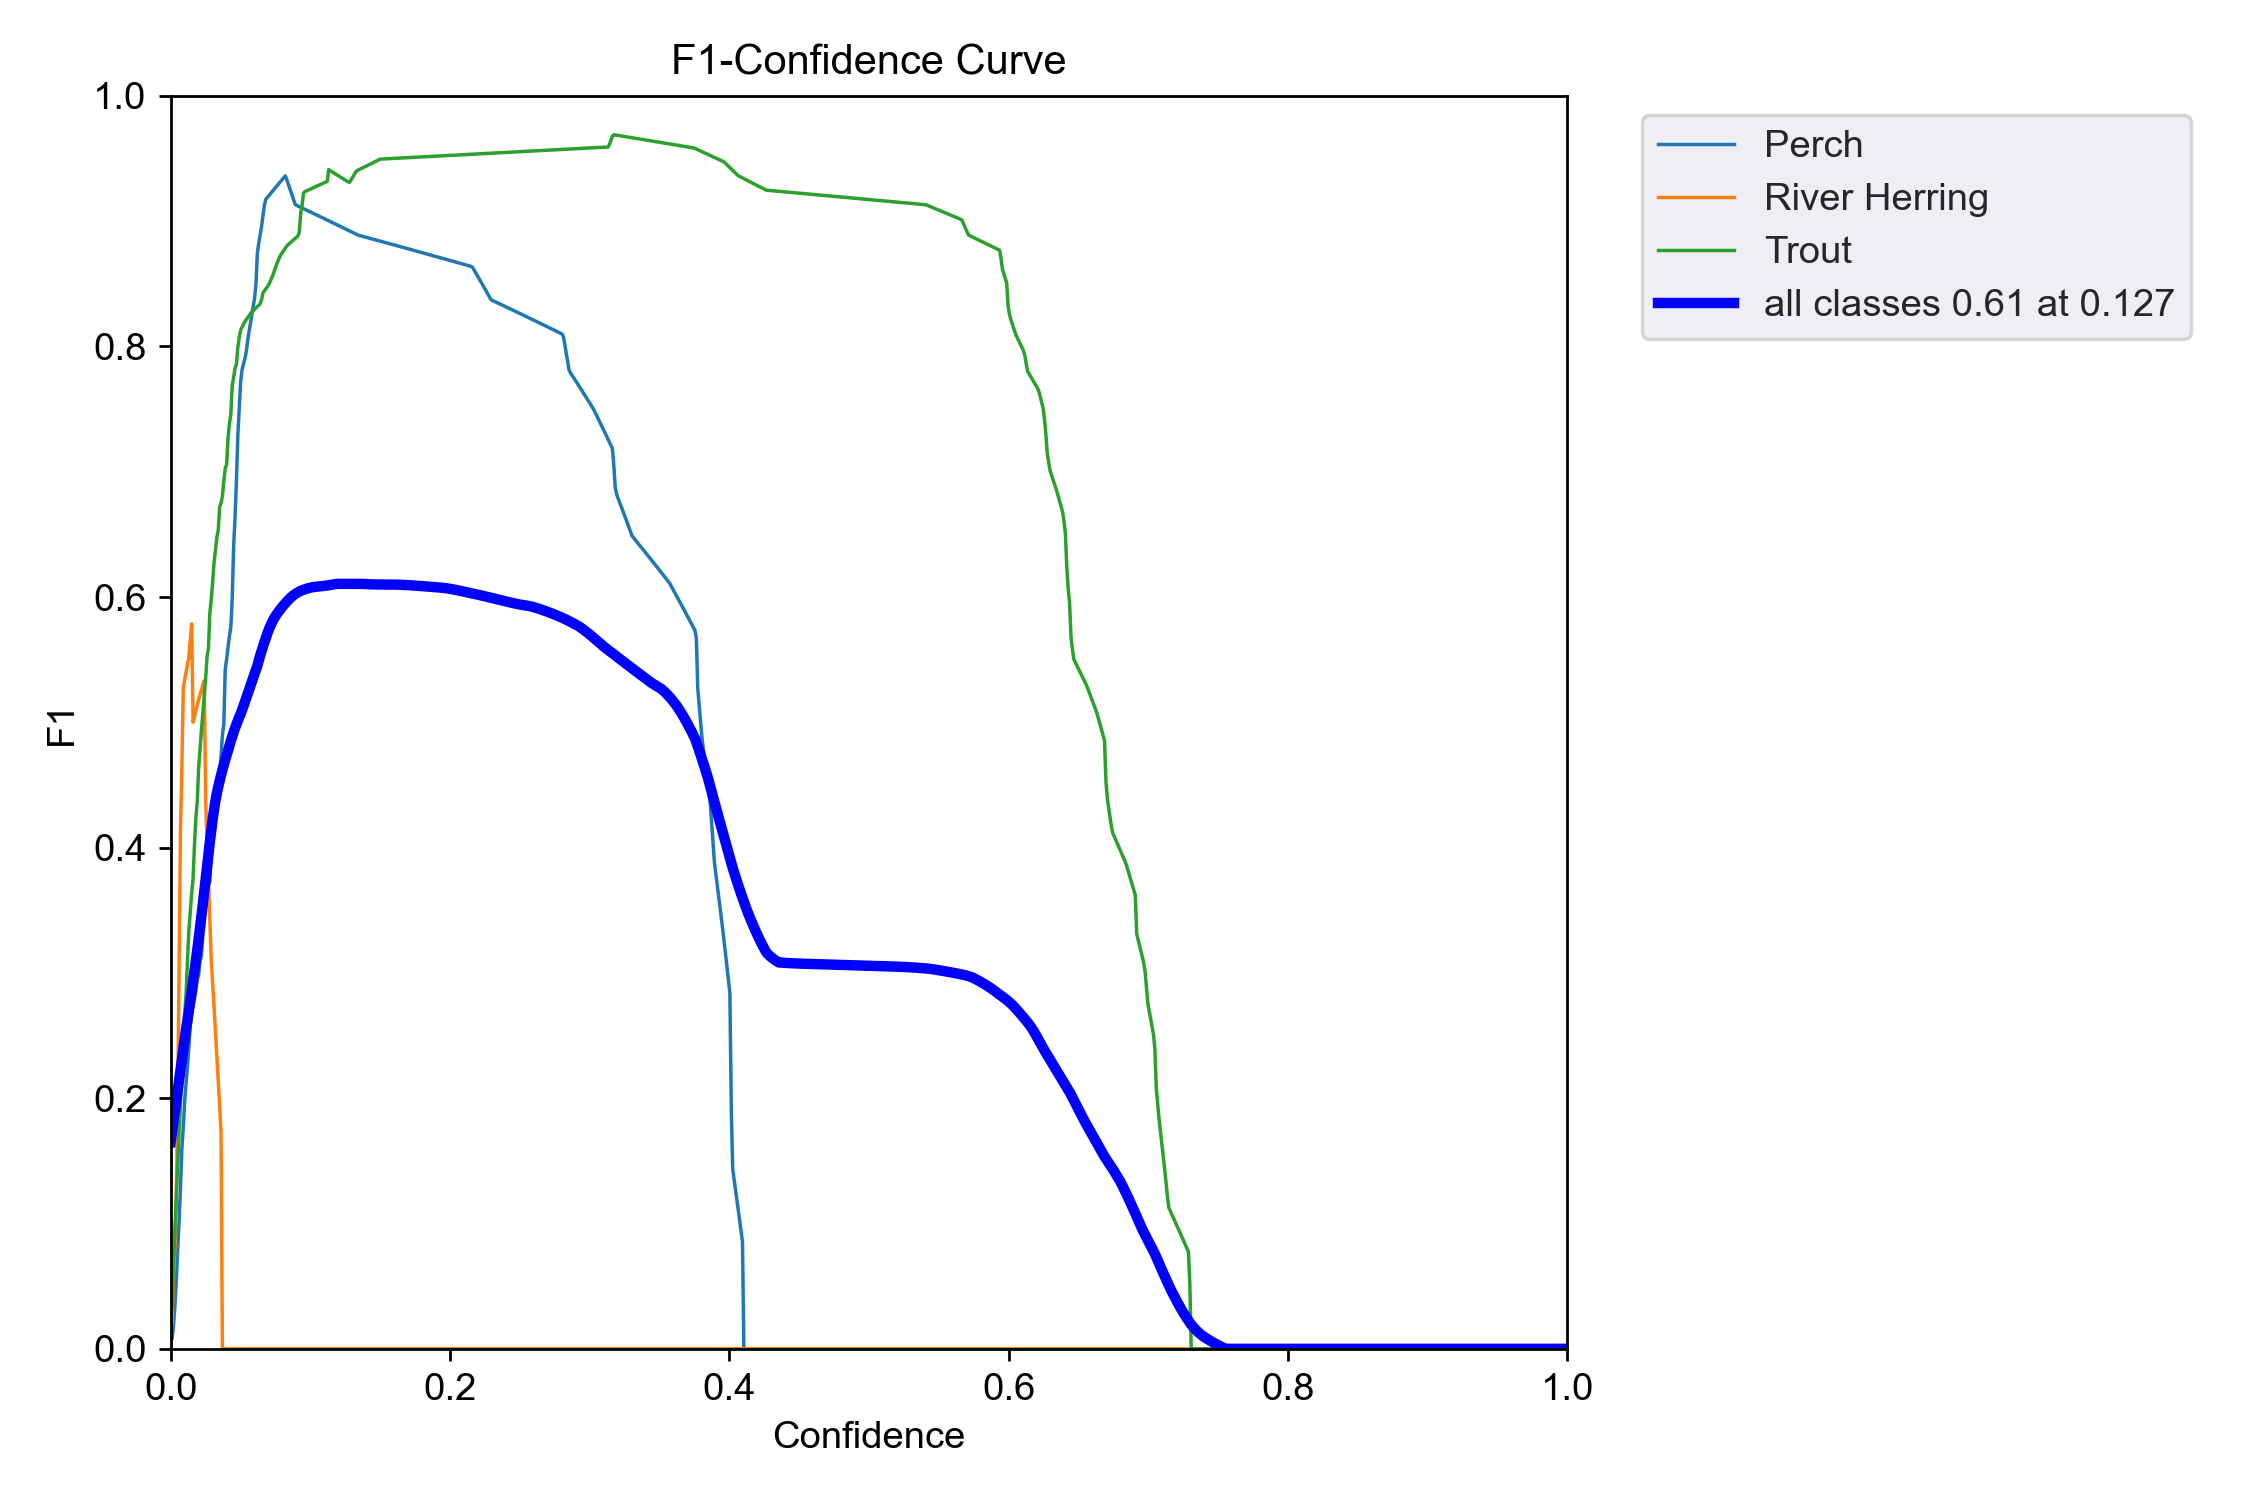 F1-Confidence Curve
1.0
0.8
0.6
0.4
0.2
0.0
F1
0.0 0.2 0.4 0.6 0.8 1.0
Confidence
Perch
River Herring
Trout
all classes 0.61 at 0.127